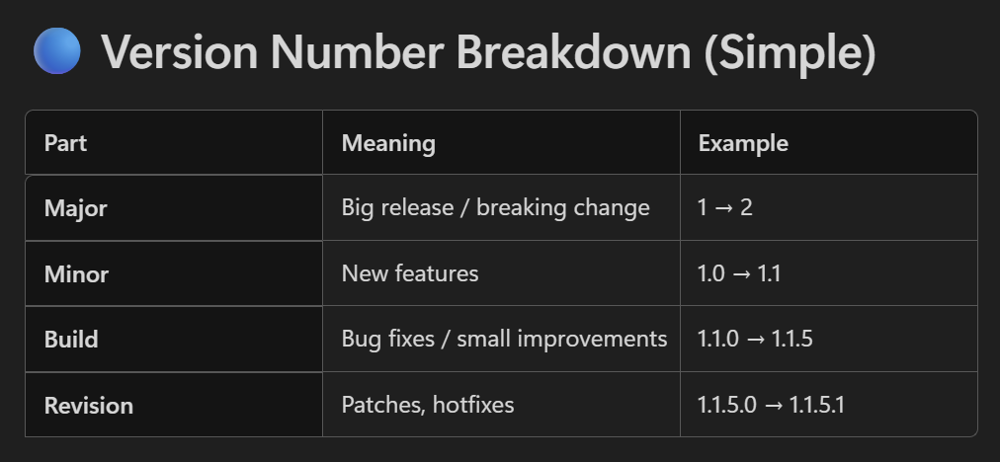 Version Number Breakdown (Simple)
Part Meaning Example
Major Big release / breaking change 1 → 2
Minor New features 1.0 → 1.1
Build Bug fixes / small improvements 1.1.0 → 1.1.5
Revision Patches, hotfixes 1.1.5.0 → 1.1.5.1